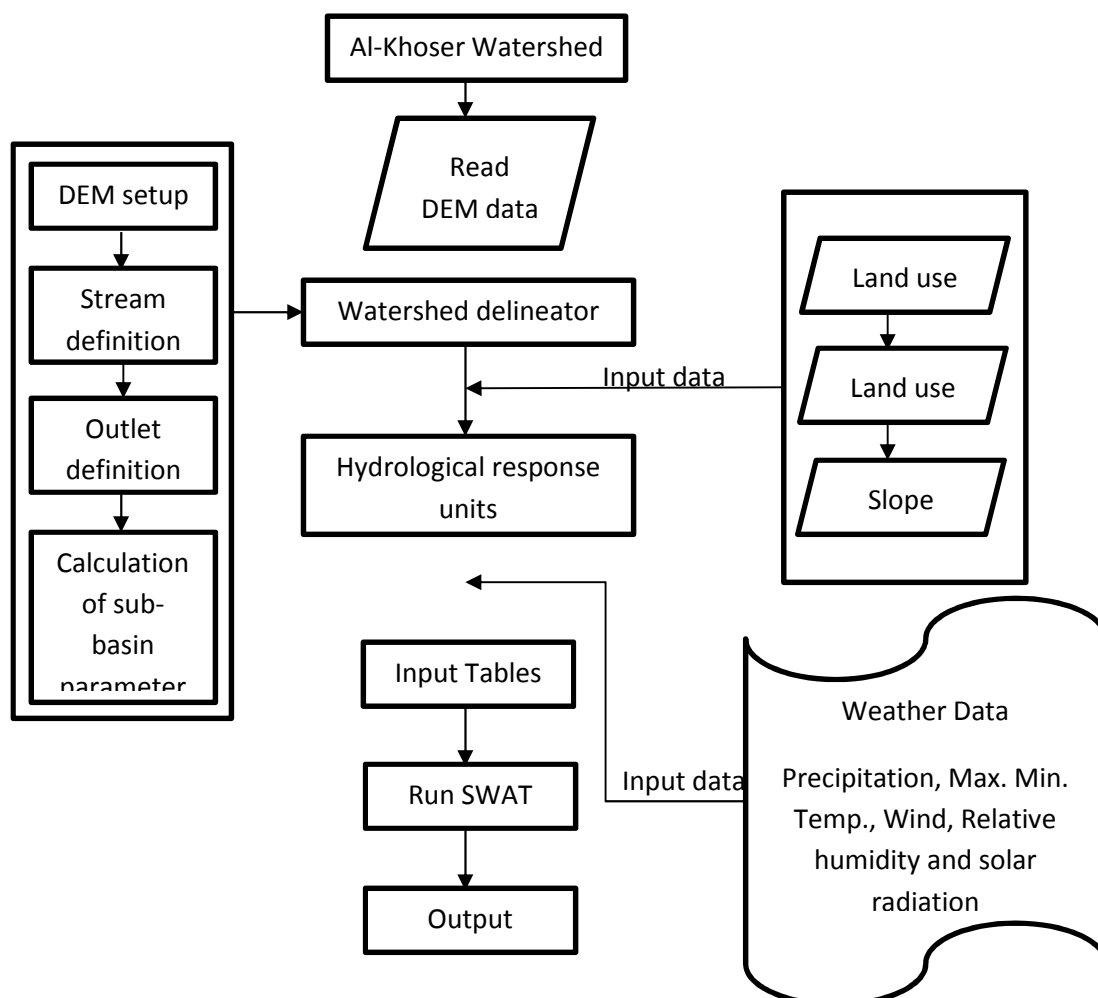 Al-Khoser Watershed
Read
DEM data
DEM setup
Stream
definition
Outlet
definition
Calculation
of sub-
basin
parameter
Watershed delineator
Input data
Hydrological response
units
Land use
Land use
Slope
Input Tables
Run SWAT
Output
Input data
Weather Data
Precipitation, Max. Min.
Temp., Wind, Relative
humidity and solar
radiation